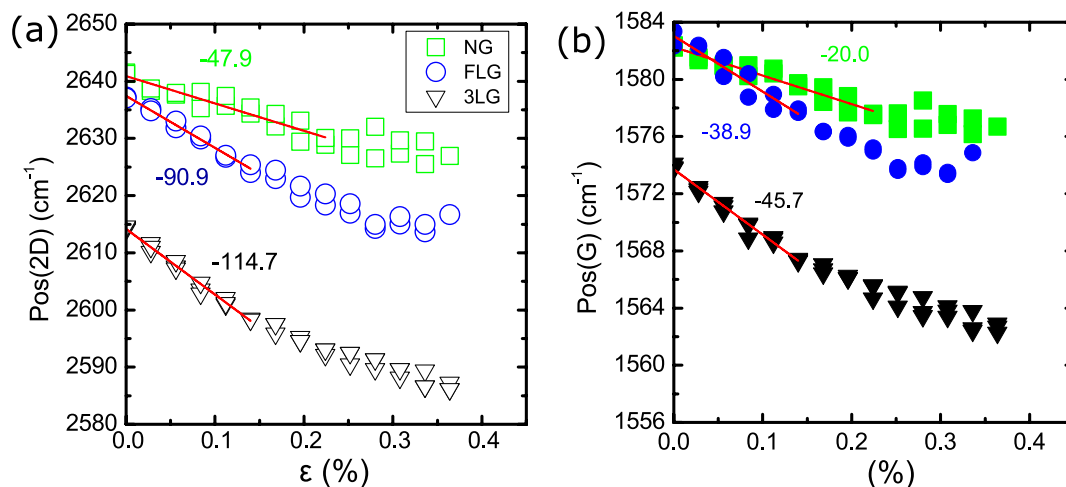 (a)
Pos(2D) (cm⁻¹)
2650
2640
2630
2620
2610
2600
2590
2580
-47.9
-90.9
-114.7
NG
FLG
3LG
0.0 0.1 0.2 0.3 0.4
ε (%)
(b)
Pos(G) (cm⁻¹)
1584
1580
1576
1572
1568
1564
1560
1556
-20.0
-38.9
-45.7
0.0 0.1 0.2 0.3 0.4
(%)